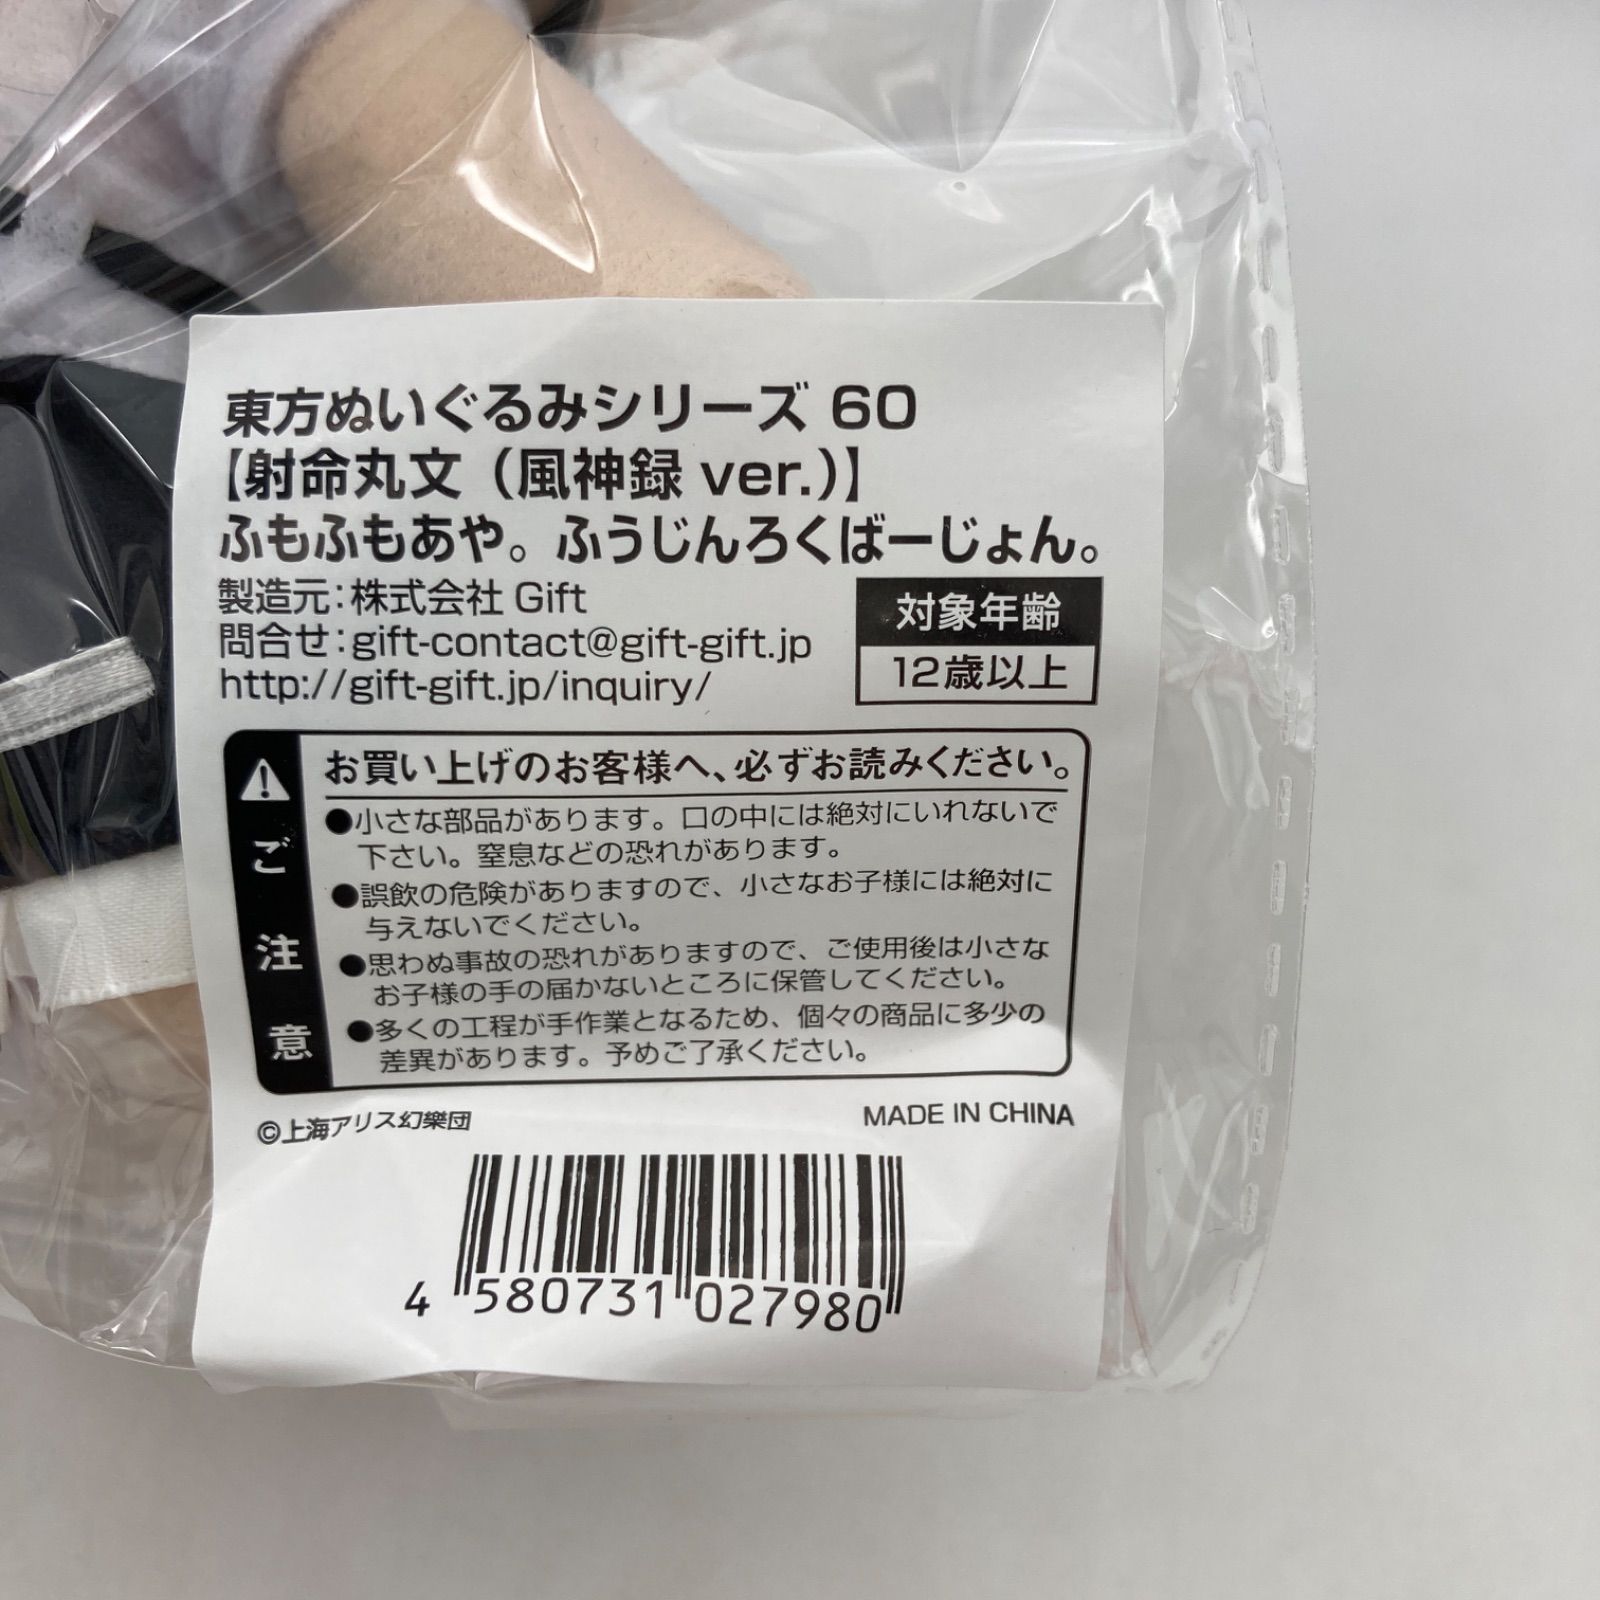 東方ぬいぐるみシリーズ 60
【射命丸文（風神録 ver.）】
ふもふもあや。ふうじんろくばーじょん。
製造元：株式会社 Gift
問合せ：gift-contact@gift-gift.jp
http://gift-gift.jp/inquiry/
対象年齢
12歳以上
ご注意
お買い上げのお客様へ、必ずお読みください。
●小さな部品があります。口の中には絶対にいれないで
下さい。窒息などの恐れがあります。
●誤飲の危険がありますので、小さなお子様には絶対に
与えないでください。
●思わぬ事故の恐れがありますので、ご使用後は小さな
お子様の手の届かないところに保管してください。
●多くの工程が手作業となるため、個々の商品に多少の
差異があります。予めご了承ください。
©上海アリス幻樂団
MADE IN CHINA
4 580731 027980